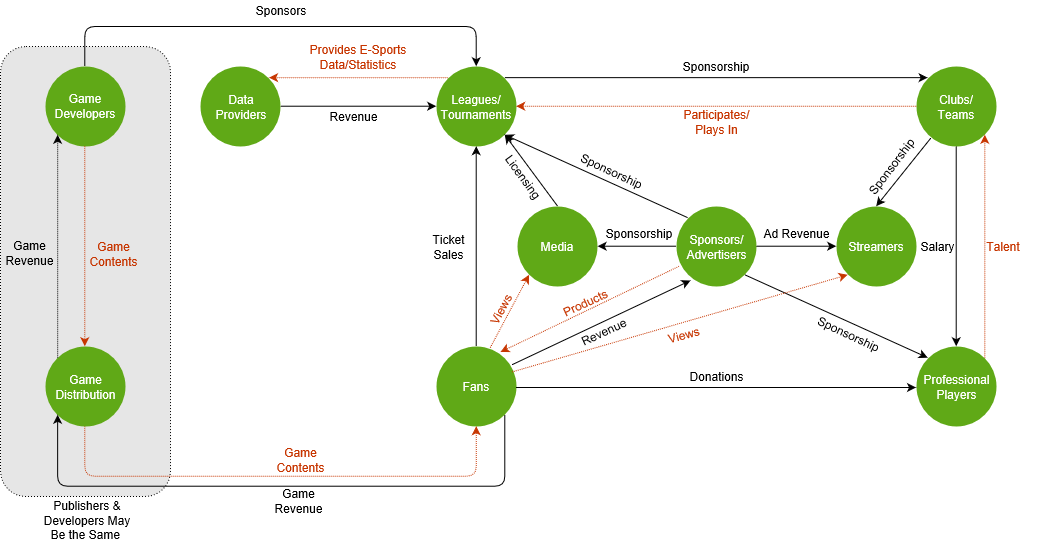 Sponsors
Provides E-Sports
Data/Statistics
Sponsorship
Game
Developers
Data
Providers
Revenue
Leagues/
Tournaments
Participates/
Plays In
Clubs/
Teams
Licensing
Sponsorship
Sponsorship
Game
Revenue
Game
Contents
Ticket
Sales
Media
Sponsorship
Sponsors/
Advertisers
Ad Revenue
Streamers
Salary
Talent
Views
Products
Revenue
Views
Sponsorship
Game
Distribution
Fans
Donations
Professional
Players
Game
Contents
Game
Revenue
Publishers &
Developers May
Be the Same